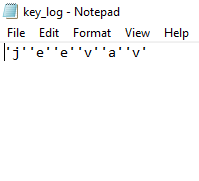 key_log - Notepad
File Edit Format View Help
'j''e''e''v''a''v'